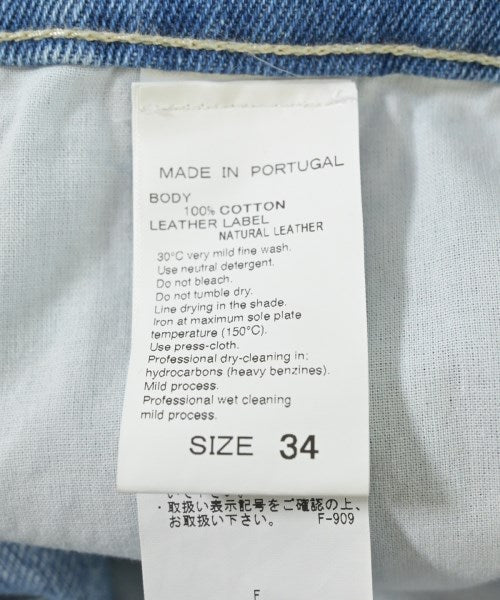 MADE IN PORTUGAL
BODY
100% COTTON
LEATHER LABEL
NATURAL LEATHER
30°C very mild fine wash.
Use neutral detergent.
Do not bleach.
Do not tumble dry.
Line drying in the shade.
Iron at maximum sole plate
temperature (150°C).
Use press-cloth.
Professional dry-cleaning in:
hydrocarbons (heavy benzines).
Mild process.
Professional wet cleaning
mild process.
SIZE 34
・取扱い表示記号をご確認の上、
お取扱い下さい。 F-909
F